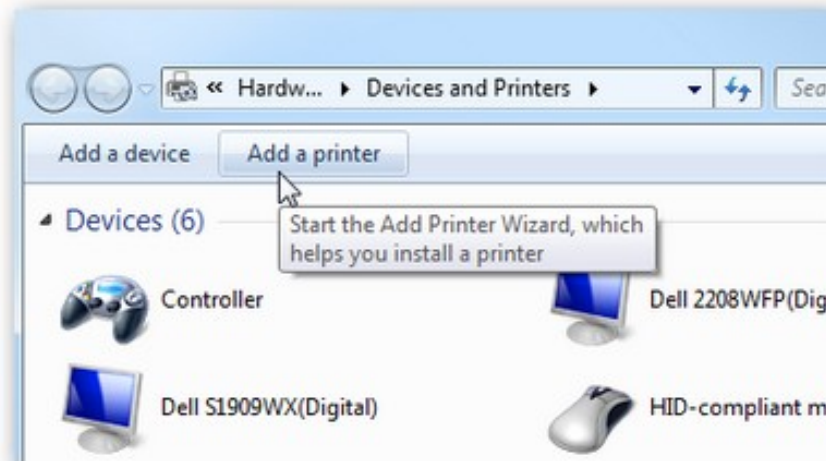 « Hardw... ▸ Devices and Printers ▸ Sea
Add a device Add a printer
Devices (6)
Start the Add Printer Wizard, which
helps you install a printer
Controller Dell 2208WFP(Dig
Dell S1909WX(Digital) HID-compliant m